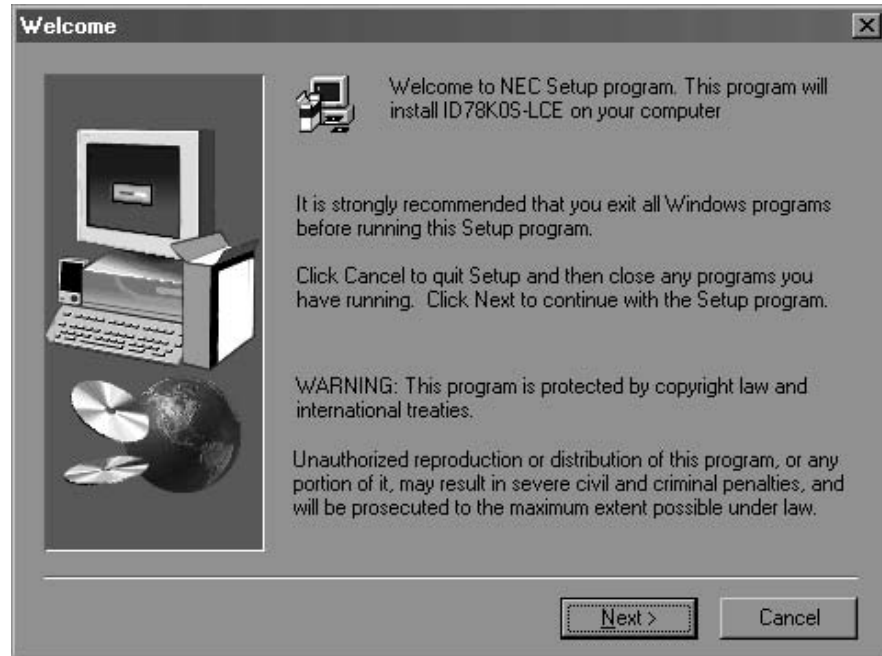 Welcome
Welcome to NEC Setup program. This program will
install ID78K0S-LCE on your computer
It is strongly recommended that you exit all Windows programs
before running this Setup program.
Click Cancel to quit Setup and then close any programs you
have running. Click Next to continue with the Setup program.
WARNING: This program is protected by copyright law and
international treaties.
Unauthorized reproduction or distribution of this program, or any
portion of it, may result in severe civil and criminal penalties, and
will be prosecuted to the maximum extent possible under law.
Next >
Cancel